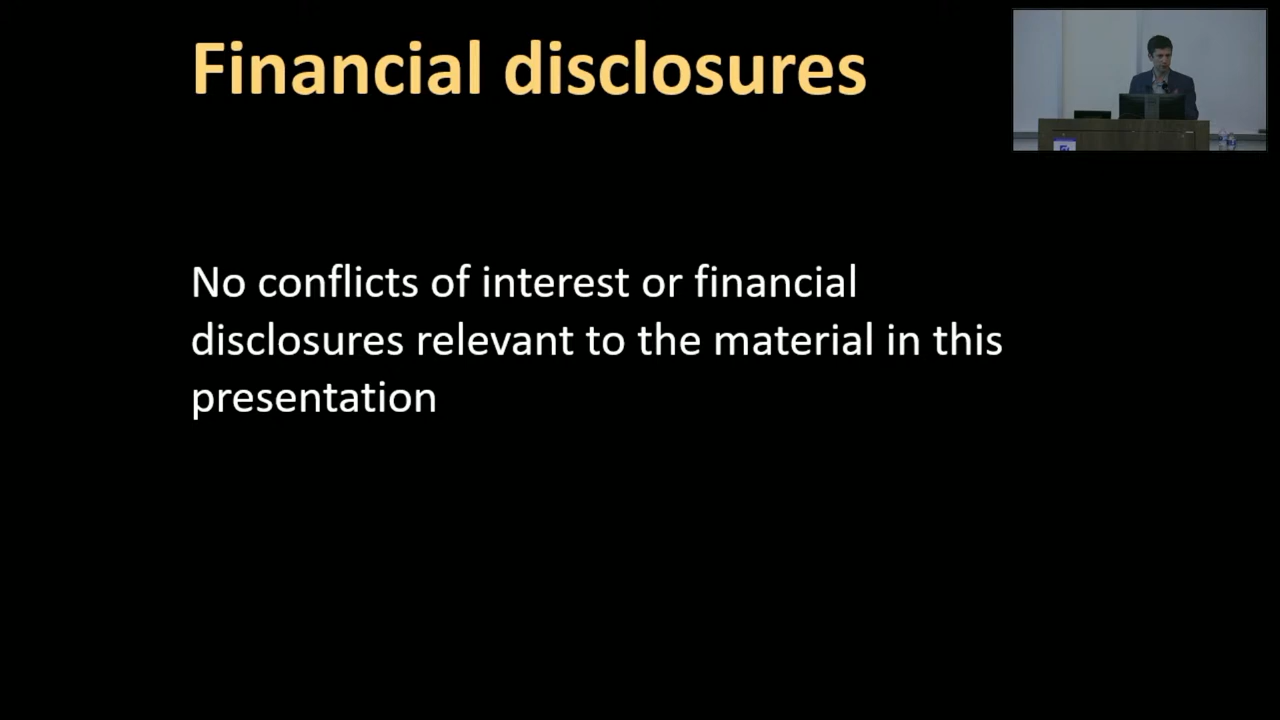 Financial disclosures
No conflicts of interest or financial
disclosures relevant to the material in this
presentation